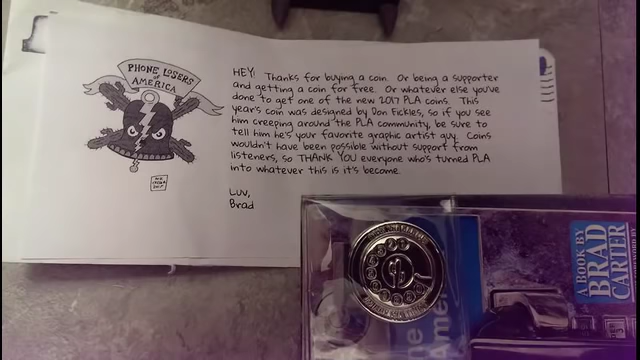 PHONE LOSERS
of
AMERICA
HEY! Thanks for buying a coin. Or being a supporter
and getting a coin for free. Or whatever else you've
done to get one of the new 2017 PLA coins. This
year's coin was designed by Don Fickles, so if you see
him creeping around the PLA community, be sure to
tell him he's your favorite graphic artist guy. Coins
wouldn't have been possible without support from
listeners, so THANK YOU everyone who's turned PLA
into whatever this is it's become.
Luv,
Brad
A BOOK BY
BRAD
CARTER